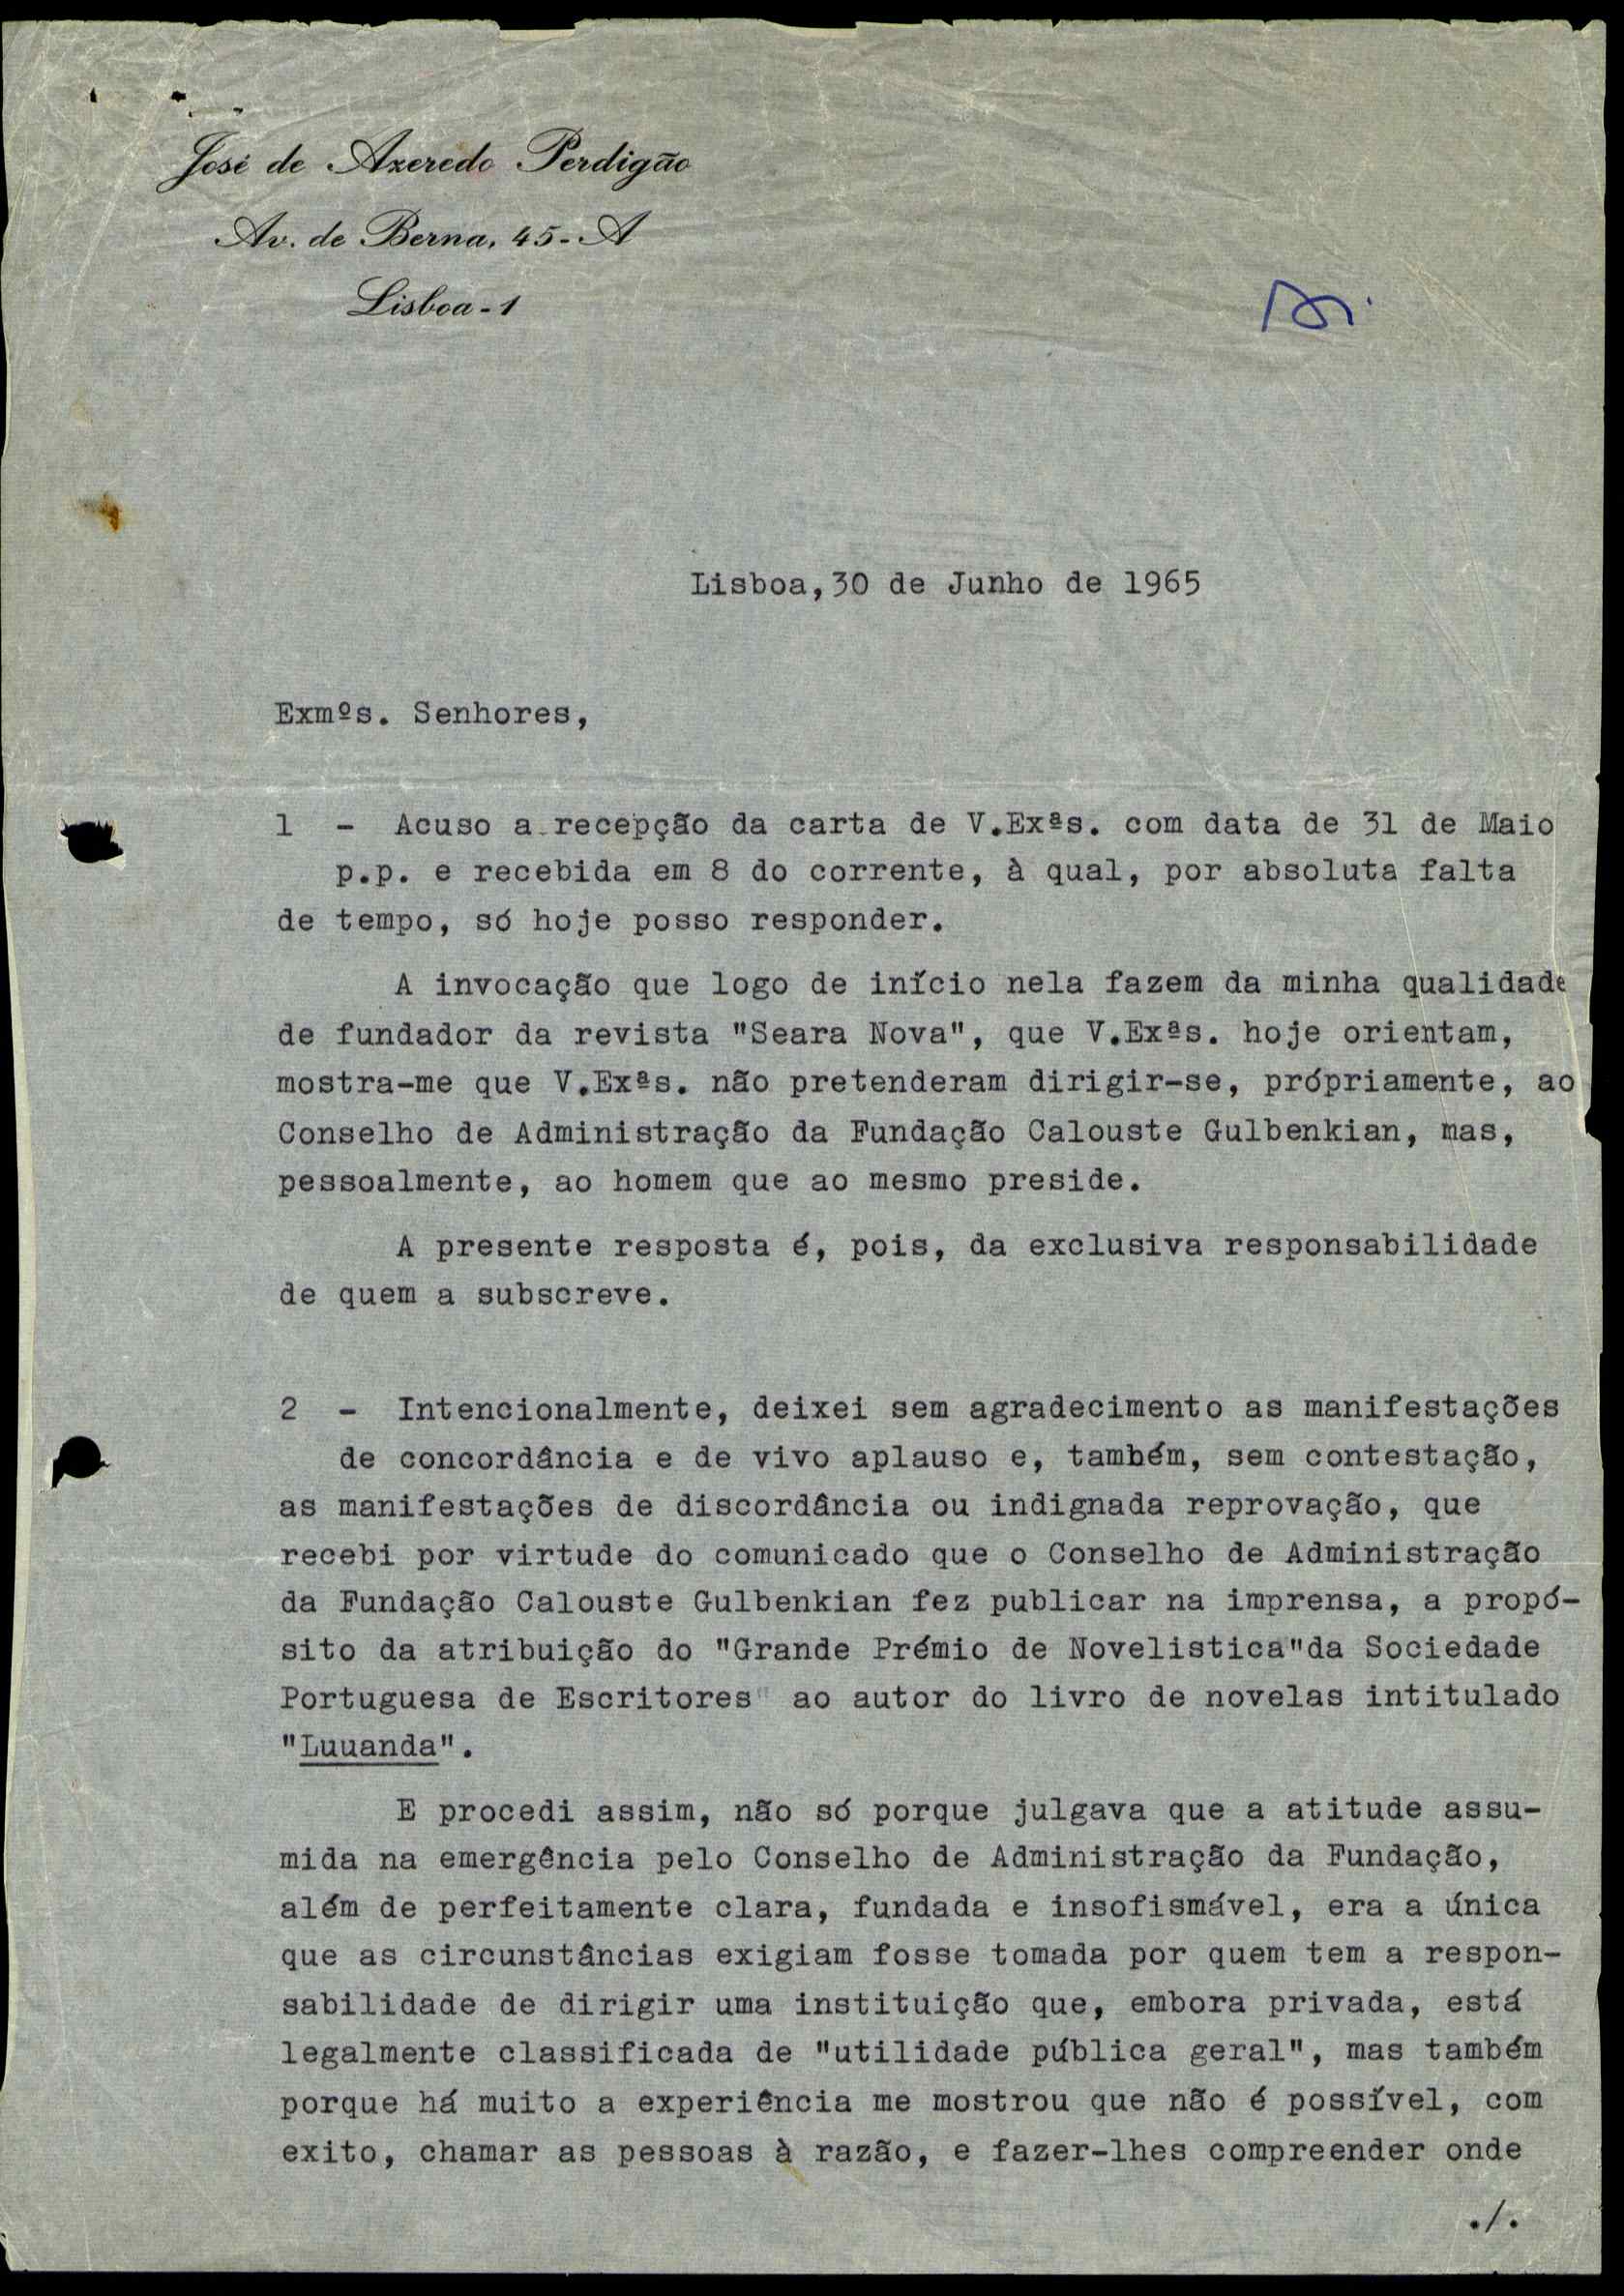 José de Azeredo Perdigão
Av. de Berna, 45-A
Lisboa-1
Lisboa,30 de Junho de 1965
Exmºs. Senhores,
1 - Acuso a recepção da carta de V.Exªs. com data de 31 de Maio
p.p. e recebida em 8 do corrente, à qual, por absoluta falta
de tempo, só hoje posso responder.
A invocação que logo de início nela fazem da minha qualidade
de fundador da revista "Seara Nova", que V.Exªs. hoje orientam,
mostra-me que V.Exªs. não pretenderam dirigir-se, pròpriamente, ao
Conselho de Administração da Fundação Calouste Gulbenkian, mas,
pessoalmente, ao homem que ao mesmo preside.
A presente resposta é, pois, da exclusiva responsabilidade
de quem a subscreve.
2 - Intencionalmente, deixei sem agradecimento as manifestações
de concordância e de vivo aplauso e, também, sem contestação,
as manifestações de discordância ou indignada reprovação, que
recebi por virtude do comunicado que o Conselho de Administração
da Fundação Calouste Gulbenkian fez publicar na imprensa, a propó-
sito da atribuição do "Grande Prémio de Novelistica"da Sociedade
Portuguesa de Escritores" ao autor do livro de novelas intitulado
"Luuanda".
E procedi assim, não só porque julgava que a atitude assu-
mida na emergência pelo Conselho de Administração da Fundação,
além de perfeitamente clara, fundada e insofismável, era a única
que as circunstâncias exigiam fosse tomada por quem tem a respon-
sabilidade de dirigir uma instituição que, embora privada, está
legalmente classificada de "utilidade pública geral", mas também
porque há muito a experiência me mostrou que não é possível, com
exito, chamar as pessoas à razão, e fazer-lhes compreender onde
./.